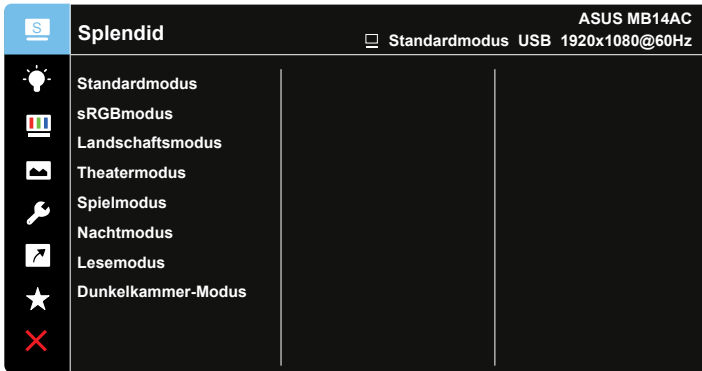 S
Splendid
ASUS MB14AC
Standardmodus USB 1920x1080@60Hz
Standardmodus
sRGBmodus
Landschaftsmodus
Theatermodus
Spielmodus
Nachtmodus
Lesemodus
Dunkelkammer-Modus